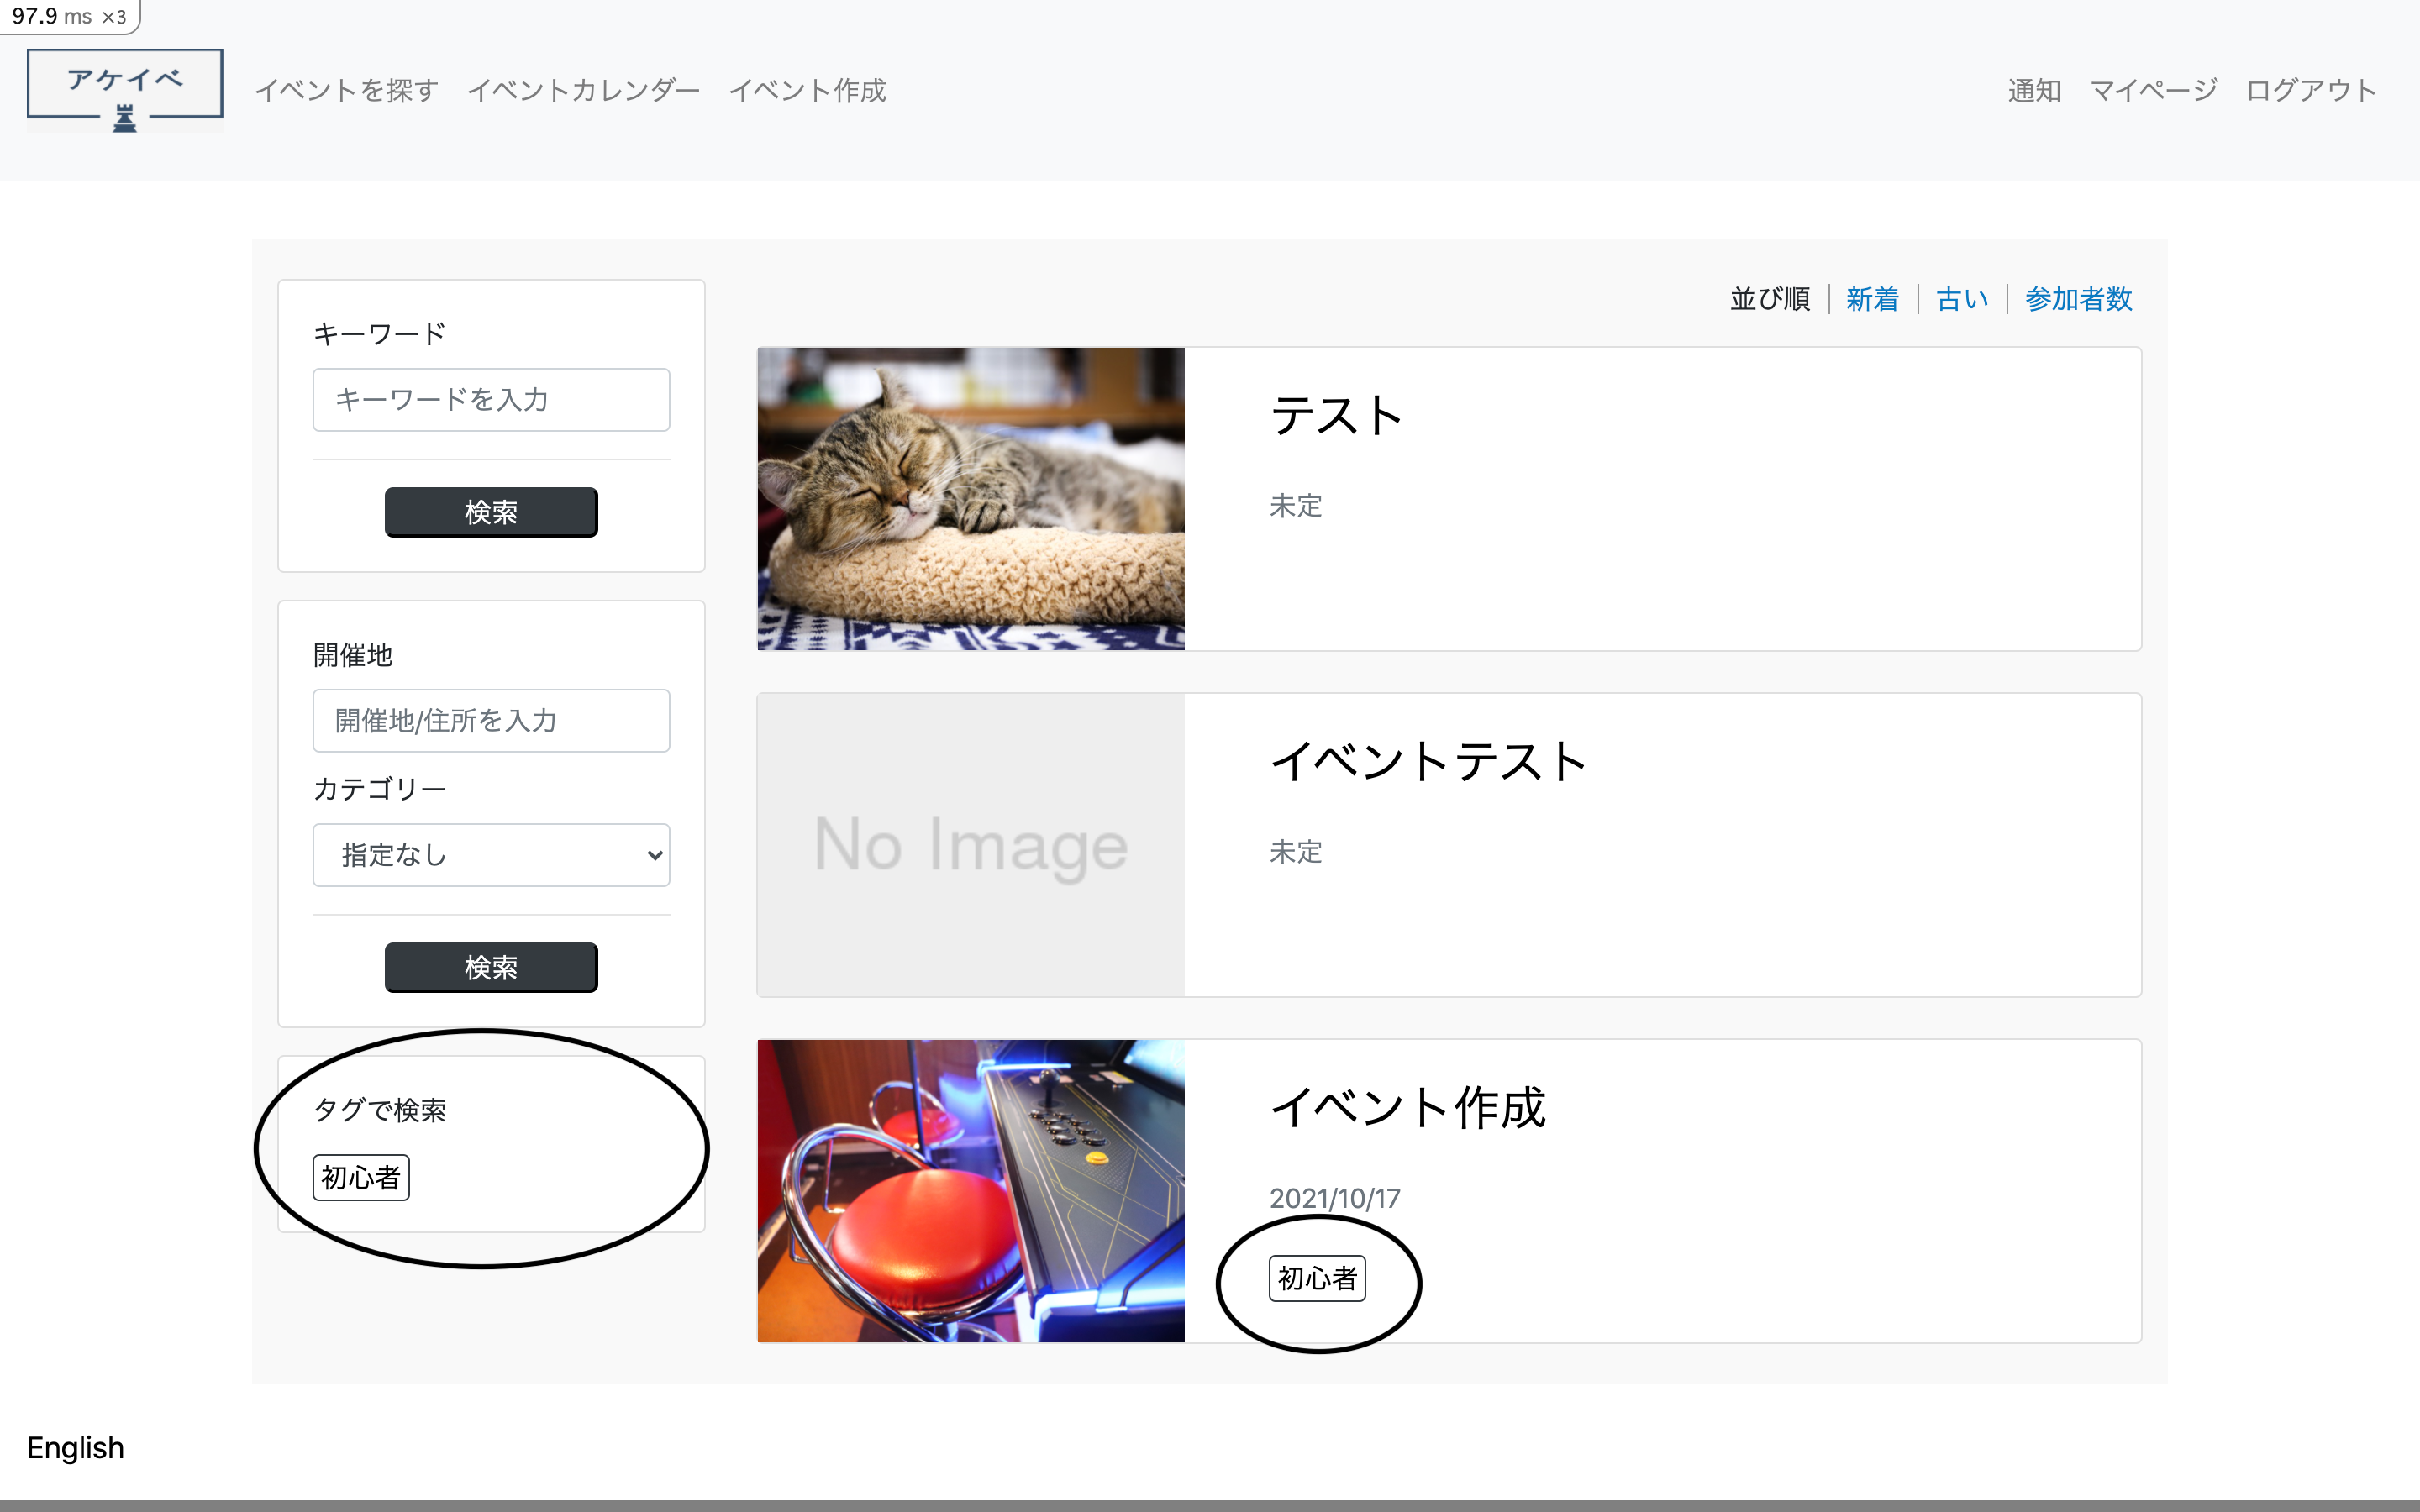 97.9 ms ×3
アケイベ
イベントを探す イベントカレンダー イベント作成
通知 マイページ ログアウト
キーワード
キーワードを入力
検索
開催地
開催地/住所を入力
カテゴリー
指定なし
検索
タグで検索
初心者
並び順 新着 古い 参加者数
テスト
未定
No Image
イベントテスト
未定
イベント作成
2021/10/17
初心者
English